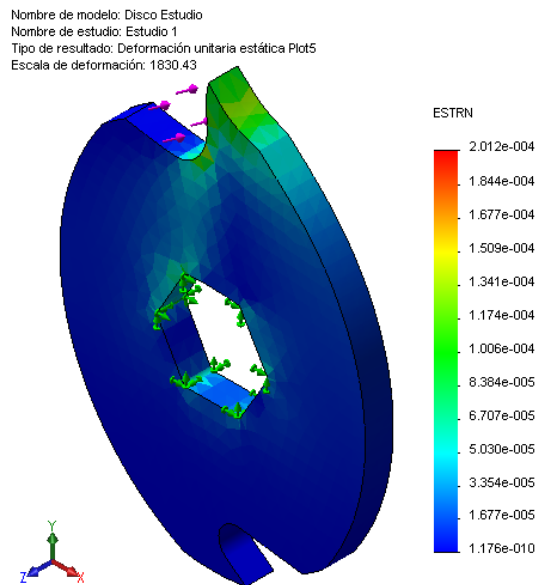 Nombre de modelo: Disco Estudio
Nombre de estudio: Estudio 1
Tipo de resultado: Deformación unitaria estática Plot5
Escala de deformación: 1830.43
ESTRN
2.012e-004
1.844e-004
1.677e-004
1.509e-004
1.341e-004
1.174e-004
1.006e-004
8.384e-005
6.707e-005
5.030e-005
3.354e-005
1.677e-005
1.176e-010
Y
Z
X